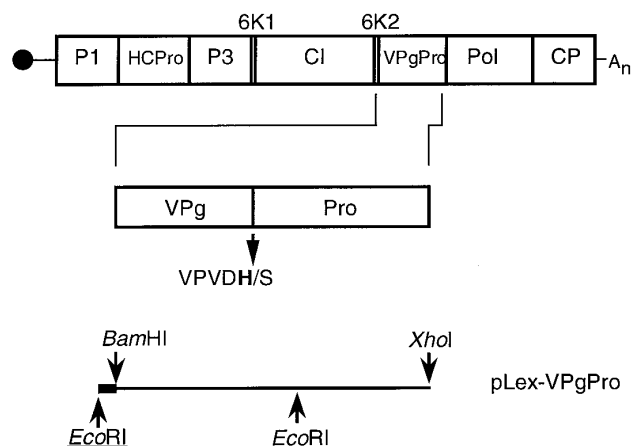 6K1 6K2
P1 HCPro P3 CI VPgPro Pol CP An
VPg Pro
VPVDH/S
BamHI XhoI
pLex-VPgPro
EcoRI EcoRI